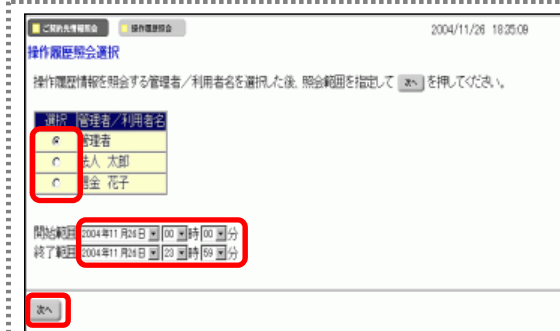 ご契約先情報照会 操作履歴照会 2004/11/26 18:35:09
操作履歴照会選択
操作履歴情報を照会する管理者／利用者名を選択した後、照会範囲を指定して 次へ を押してください。
選択 管理者／利用者名
管理者
法人 太郎
花子
開始範囲 2004年11月26日 00 時 00 分
終了範囲 2004年11月26日 23 時 59 分
次へ